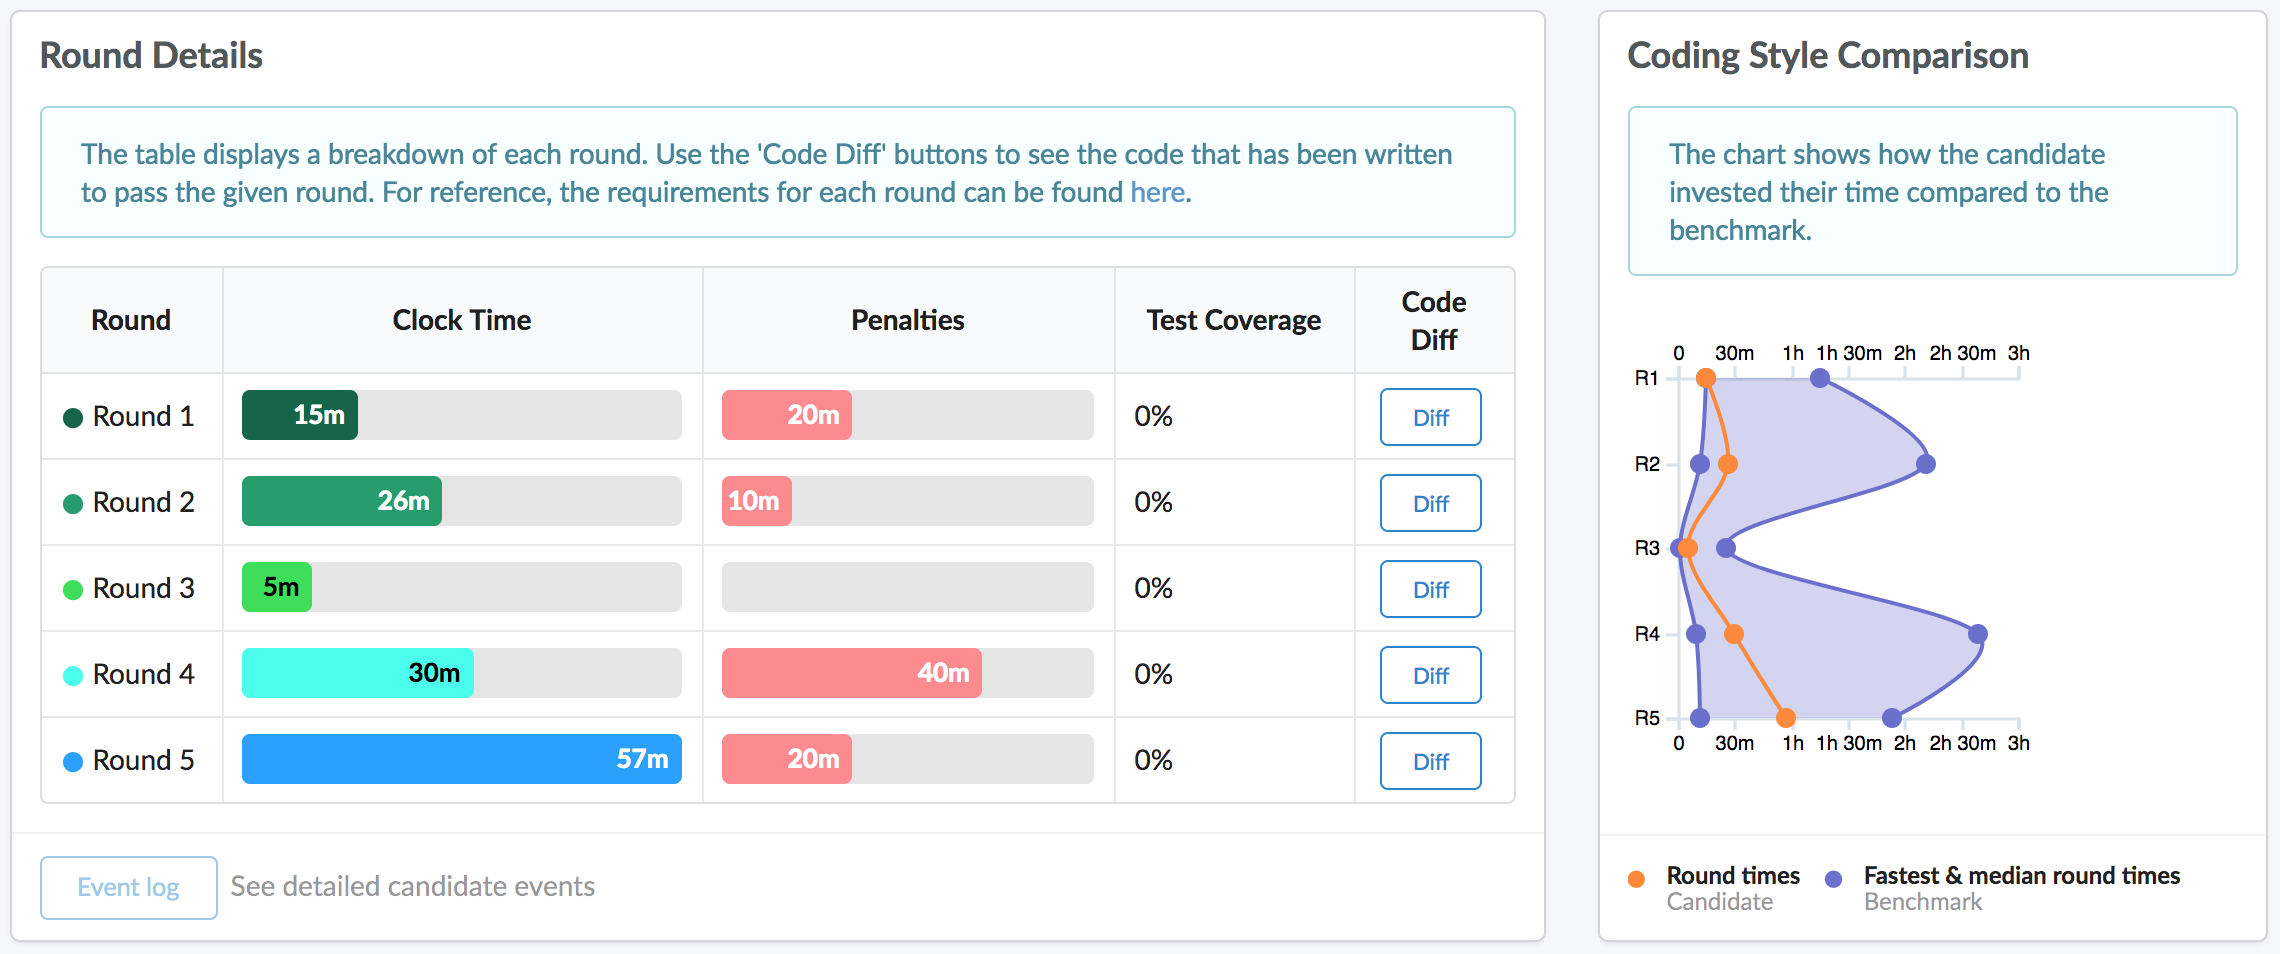 Round Details
The table displays a breakdown of each round. Use the 'Code Diff' buttons to see the code that has been written
to pass the given round. For reference, the requirements for each round can be found here.
Round Clock Time Penalties Test Coverage Code Diff
Round 1 15m 20m 0% Diff
Round 2 26m 10m 0% Diff
Round 3 5m 0% Diff
Round 4 30m 40m 0% Diff
Round 5 57m 20m 0% Diff
Event log See detailed candidate events
Coding Style Comparison
The chart shows how the candidate
invested their time compared to the
benchmark.
0 30m 1h 1h 30m 2h 2h 30m 3h
R1
R2
R3
R4
R5
0 30m 1h 1h 30m 2h 2h 30m 3h
Round times Fastest & median round times
Candidate Benchmark